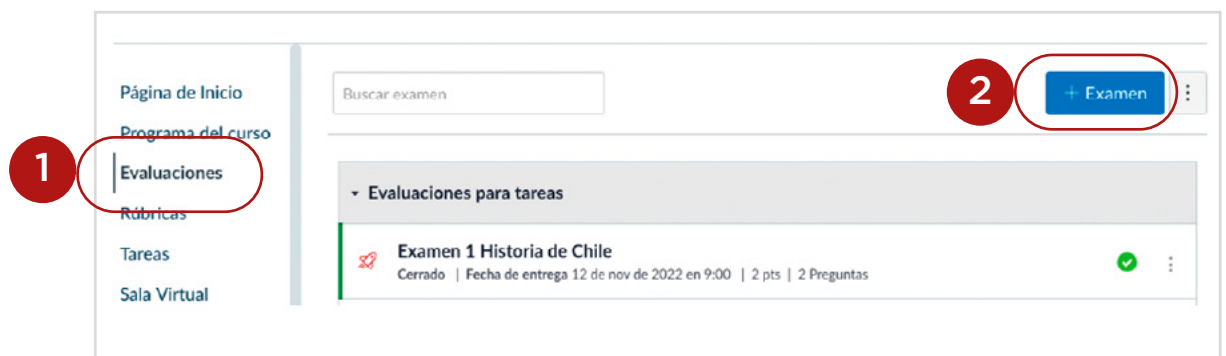 1
Página de Inicio
Programa del curso
Evaluaciones
Rúbricas
Tareas
Sala Virtual
Buscar examen
2
+ Examen
Evaluaciones para tareas
Examen 1 Historia de Chile
Cerrado | Fecha de entrega 12 de nov de 2022 en 9:00 | 2 pts | 2 Preguntas